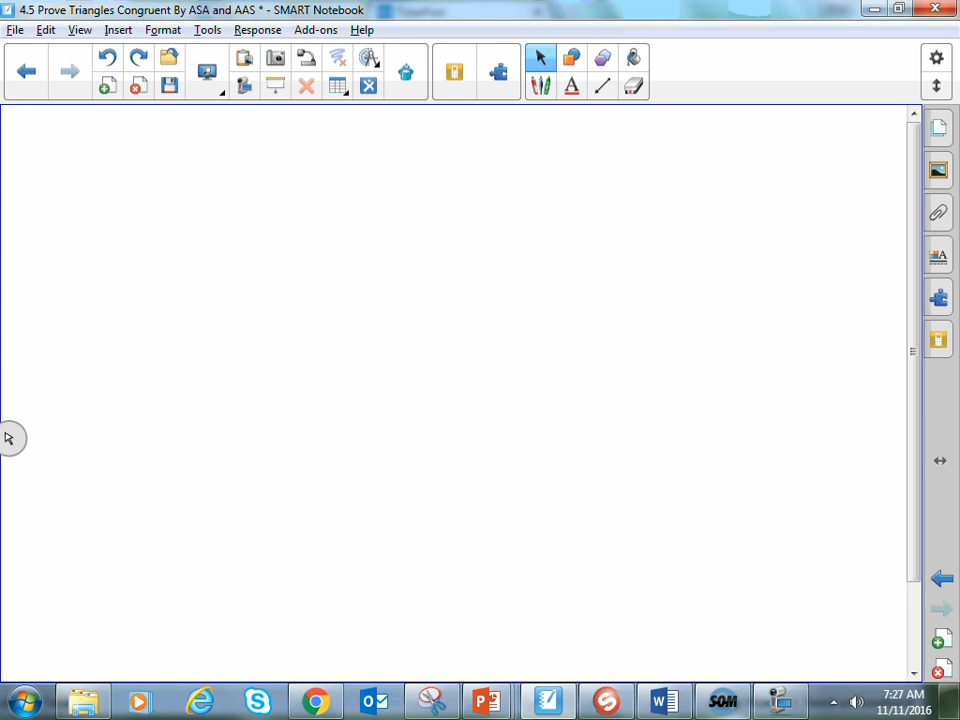 4.5 Prove Triangles Congruent By ASA and AAS * - SMART Notebook
File Edit View Insert Format Tools Response Add-ons Help
SOM
7:27 AM
11/11/2016